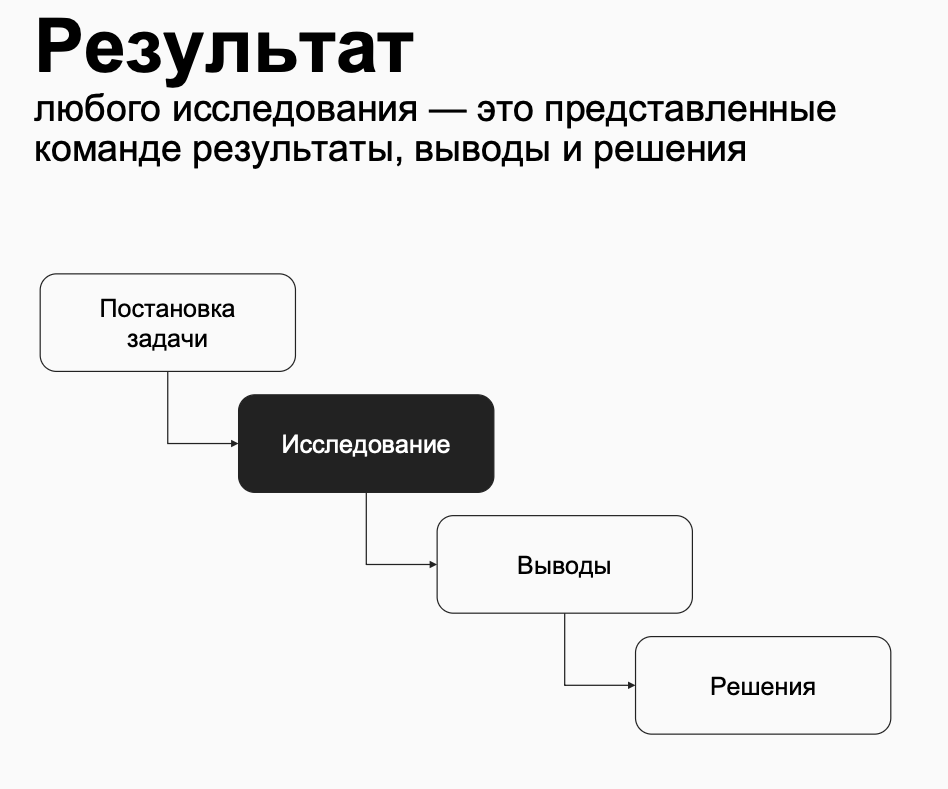 Результат
любого исследования — это представленные
команде результаты, выводы и решения
Постановка
задачи
Исследование
Выводы
Решения